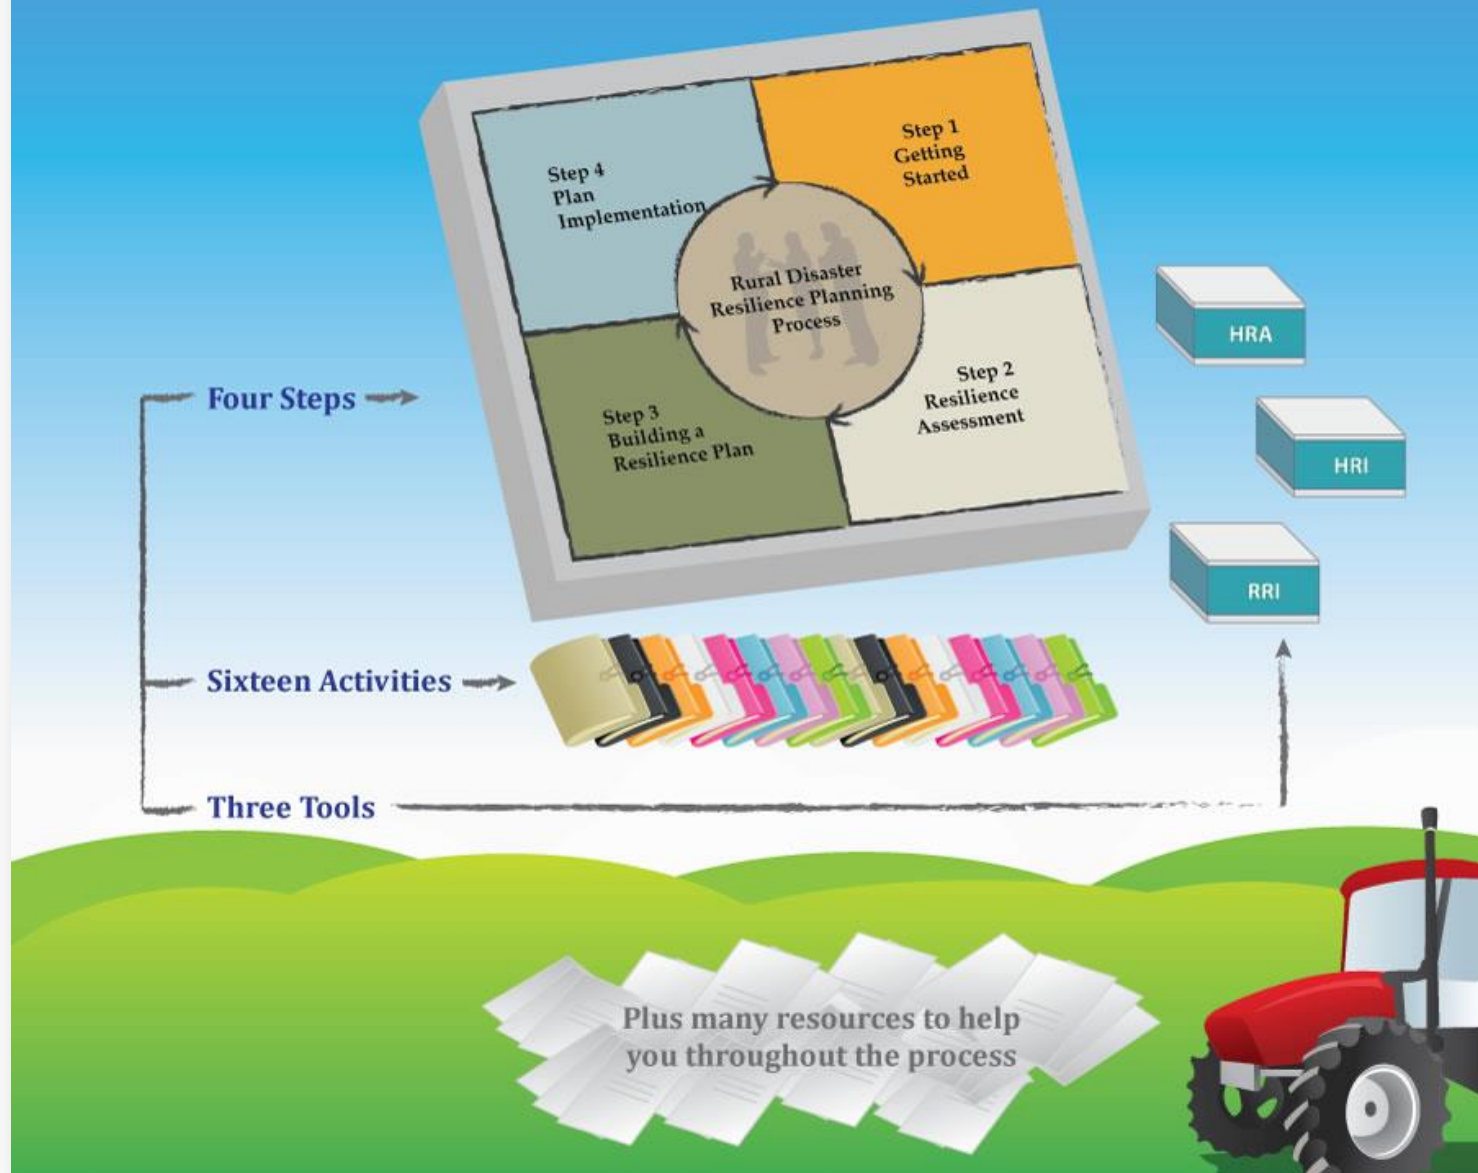 Step 1
Getting
Started
Step 2
Resilience
Assessment
Step 3
Building a
Resilience Plan
Step 4
Plan
Implementation
Rural Disaster
Resilience Planning
Process
HRA
HRI
RRI
Four Steps
Sixteen Activities
Three Tools
Plus many resources to help
you throughout the process